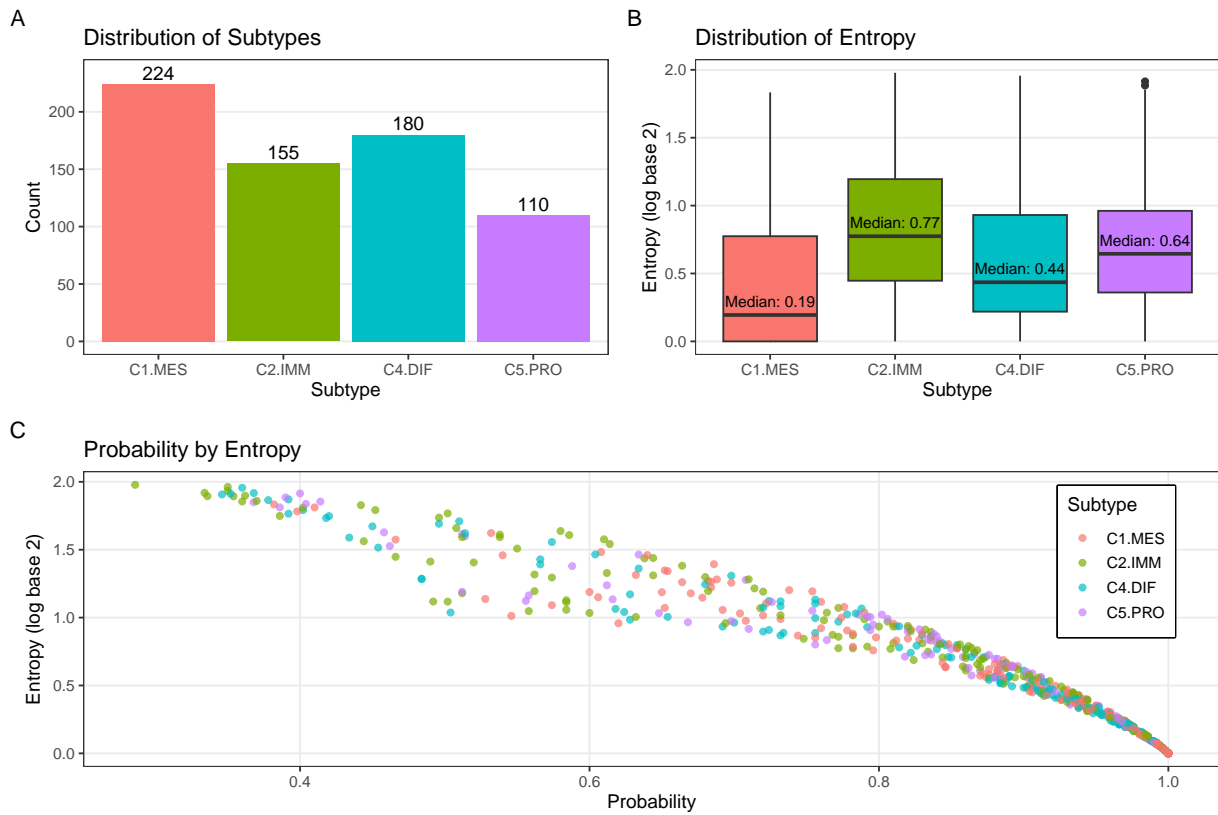 A
Distribution of Subtypes
224
155
180
110
200
150
100
50
0
Count
C1.MES C2.IMM C4.DIF C5.PRO
Subtype
B
Distribution of Entropy
2.0
1.5
1.0
0.5
0.0
Entropy (log base 2)
Median: 0.19
Median: 0.77
Median: 0.44
Median: 0.64
C1.MES C2.IMM C4.DIF C5.PRO
Subtype
C
Probability by Entropy
2.0
1.5
1.0
0.5
0.0
Entropy (log base 2)
Subtype
C1.MES
C2.IMM
C4.DIF
C5.PRO
0.4 0.6 0.8 1.0
Probability